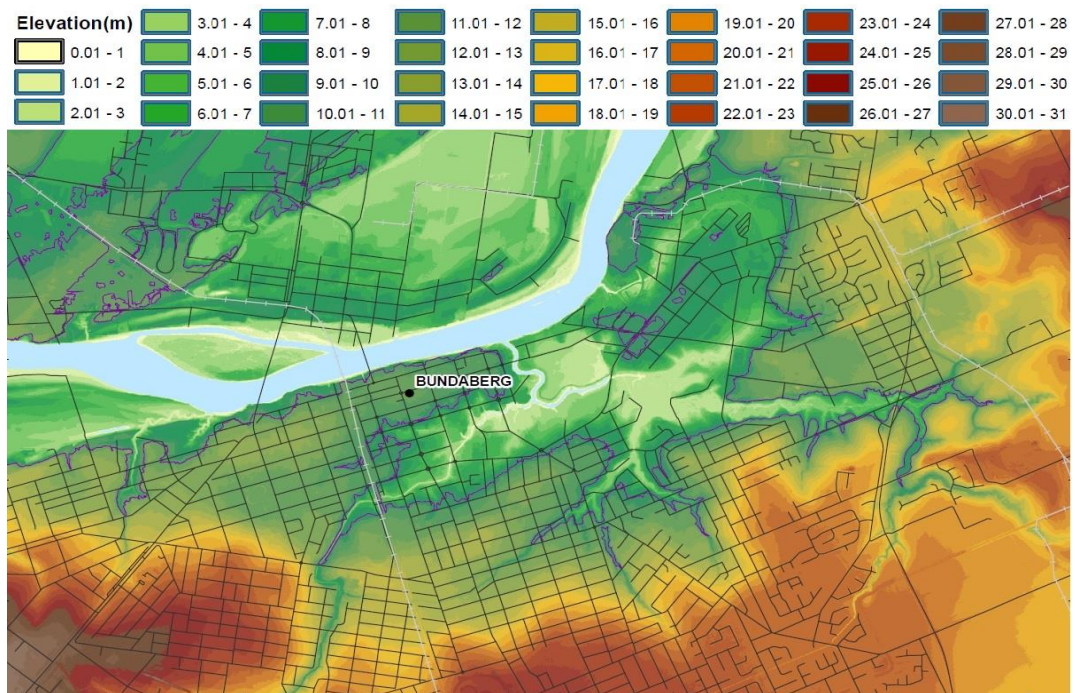 Elevation(m)
0.01 - 1
1.01 - 2
2.01 - 3
3.01 - 4
4.01 - 5
5.01 - 6
6.01 - 7
7.01 - 8
8.01 - 9
9.01 - 10
10.01 - 11
11.01 - 12
12.01 - 13
13.01 - 14
14.01 - 15
15.01 - 16
16.01 - 17
17.01 - 18
18.01 - 19
19.01 - 20
20.01 - 21
21.01 - 22
22.01 - 23
23.01 - 24
24.01 - 25
25.01 - 26
26.01 - 27
27.01 - 28
28.01 - 29
29.01 - 30
30.01 - 31
BUNDABERG